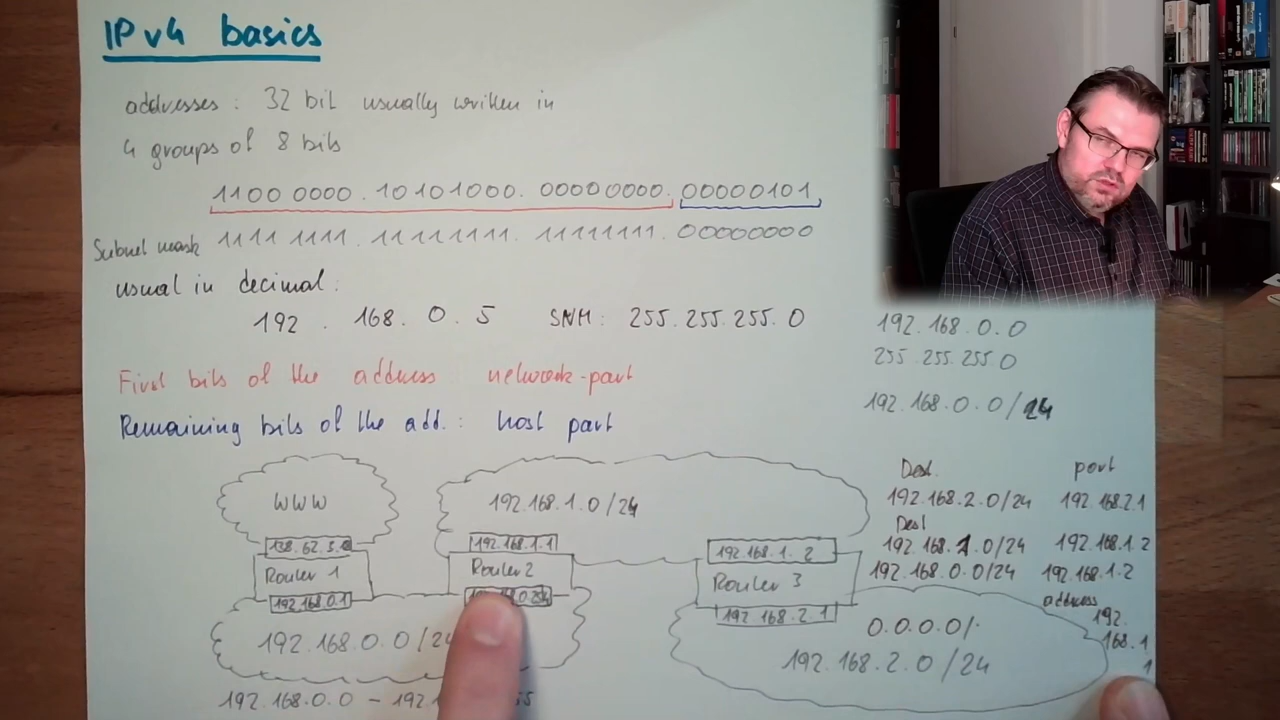 IPv4 basics
addresses : 32 bit usually written in
4 groups of 8 bits
1100 0000 . 10101000. 00000000. 00000101
Subnet mask 1111 1111 . 11111111. 11111111. 00000000
usual in decimal :
192 . 168 . 0 . 5 SNM : 255.255.255.0
192.168.0.0
255.255.255.0
First bits of the address network-part
192.168.0.0/24
Remaining bits of the add. : host part
Dest. port
WWW
192.168.1.0/24
192.168.2.0/24 192.168.2.1
Dest
192.168.1.1
192.168.1.2
192.168.1.0/24 192.168.1.2
Router 1
Router 2
Router 3
192.168.0.0/24 192.168.1.2
192.168.0.1
192.168.2.1
address
192.
168.1
1
0.0.0.0/
192.168.0.0/24
192.168.2.0/24
192.168.0.0 -